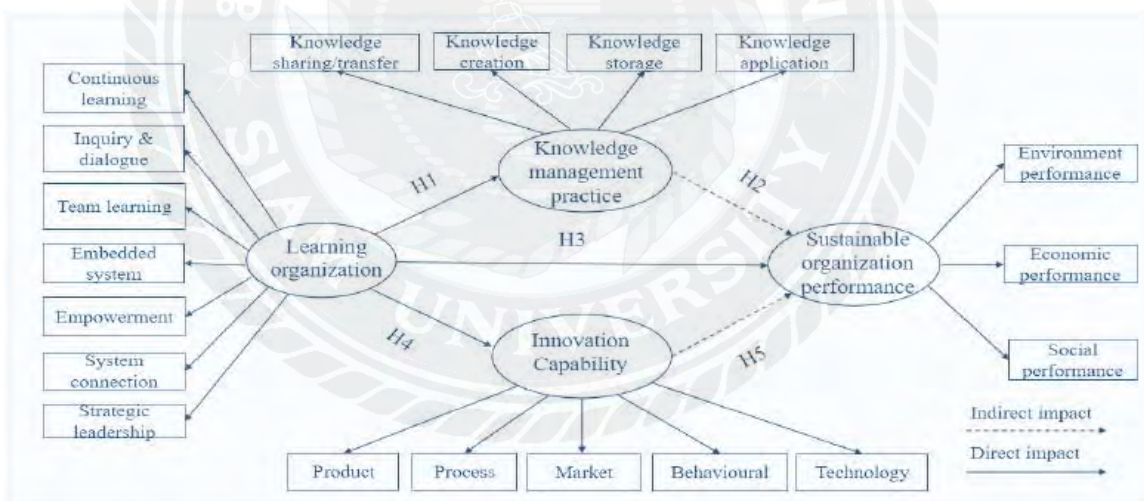 Knowledge
sharing/transfer
Knowledge
creation
Knowledge
storage
Knowledge
application
Continuous
learning
Inquiry &
dialogue
Team learning
Embedded
system
Empowerment
System
connection
Strategic
leadership
Learning
organization
H1
Knowledge
management
practice
H2
H3
H4
Innovation
Capability
H5
Sustainable
organization
performance
Environment
performance
Economic
performance
Social
performance
Product
Process
Market
Behavioural
Technology
Indirect impact
Direct impact
SIAM UNIVERSITY